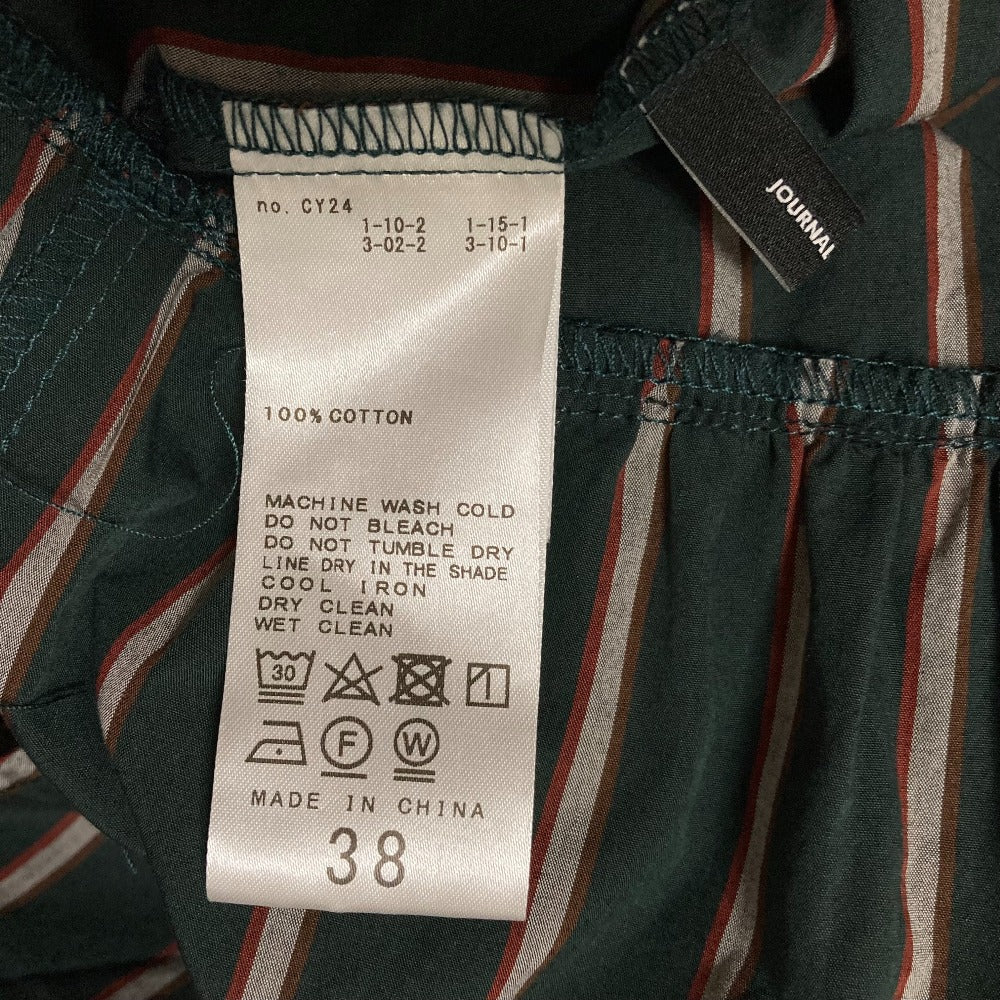 no. CY24
1-10-2 1-15-1
3-02-2 3-10-1
JOURNAL
100% COTTON
MACHINE WASH COLD
DO NOT BLEACH
DO NOT TUMBLE DRY
LINE DRY IN THE SHADE
COOL IRON
DRY CLEAN
WET CLEAN
30
F W
MADE IN CHINA
38